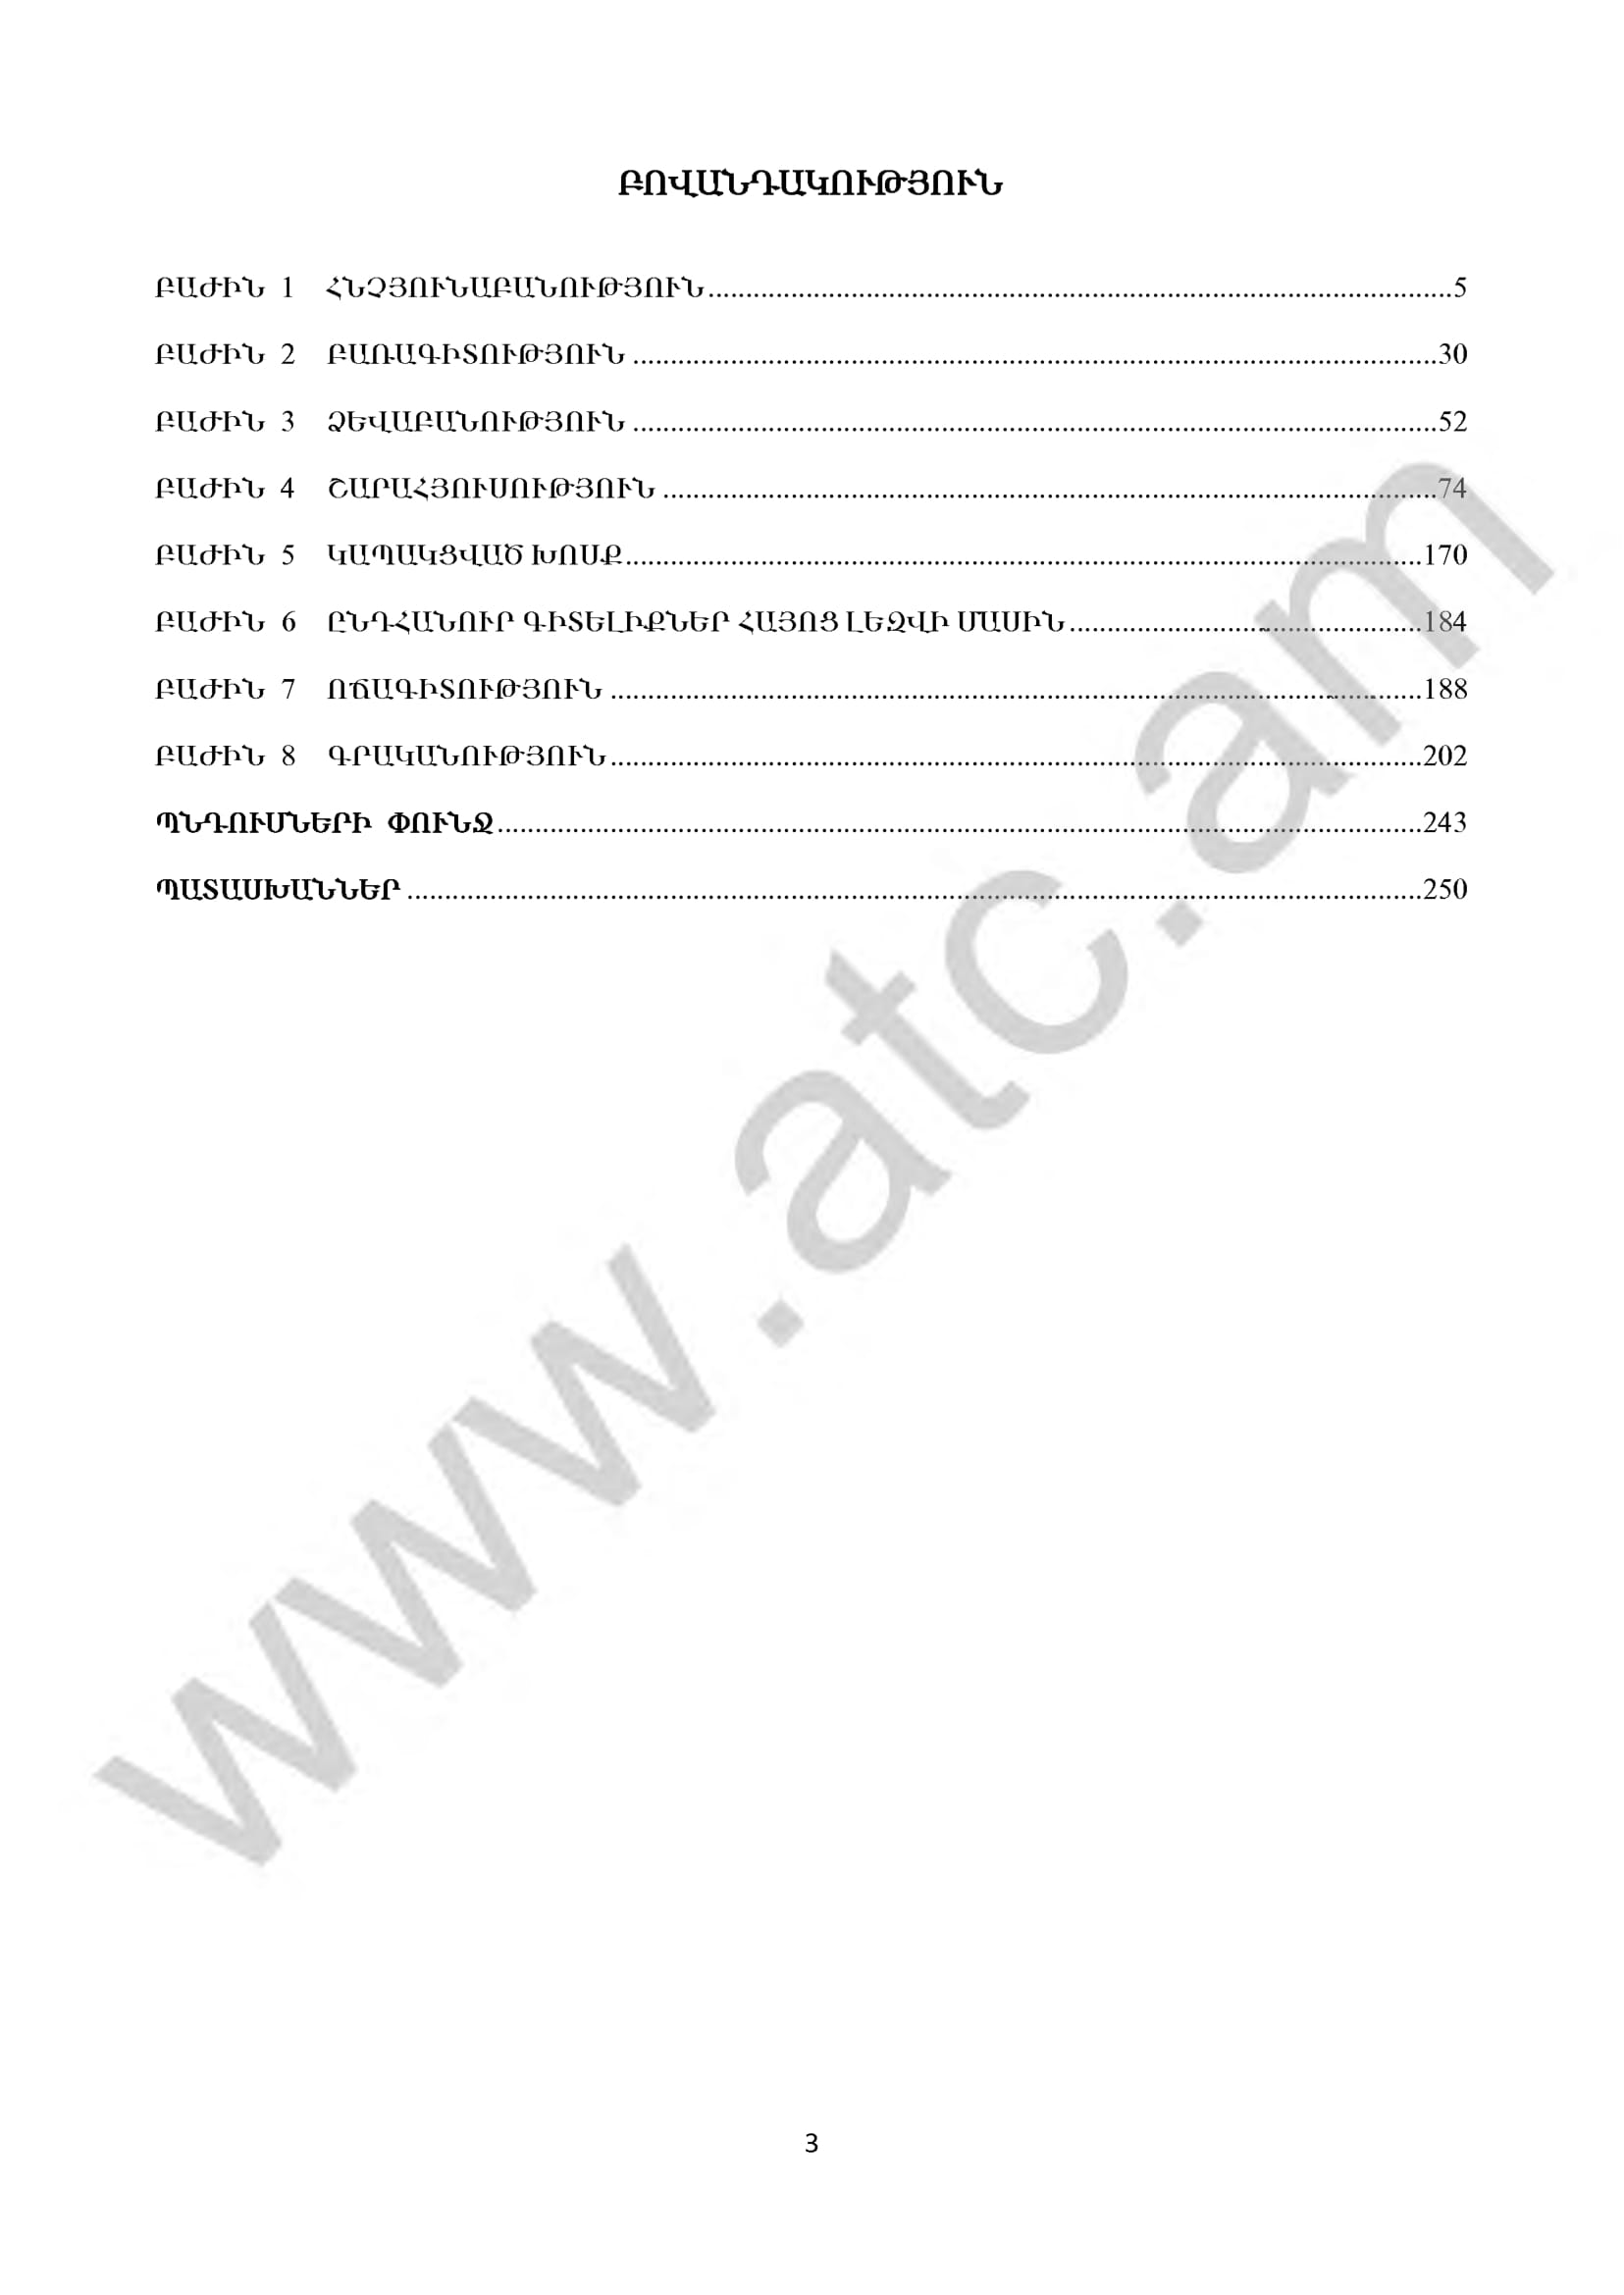 ԲՈՎԱՆԴԱԿՈՒԹՅՈՒՆ
ԲԱԺԻՆ 1 ՀՆՉՅՈՒՆԱԲԱՆՈՒԹՅՈՒՆ........................................5
ԲԱԺԻՆ 2 ԲԱՌԱԳԻՏՈՒԹՅՈՒՆ ........................................30
ԲԱԺԻՆ 3 ՁԵՎԱԲԱՆՈՒԹՅՈՒՆ ........................................52
ԲԱԺԻՆ 4 ՇԱՐԱՀՅՈՒՍՈՒԹՅՈՒՆ ........................................74
ԲԱԺԻՆ 5 ԿԱՊԱԿՑՎԱԾ ԽՈՍՔ........................................170
ԲԱԺԻՆ 6 ԸՆԴՀԱՆՈՒՐ ԳԻՏԵԼԻՔՆԵՐ ՀԱՅՈՑ ԼԵԶՎԻ ՄԱՍԻՆ........................................184
ԲԱԺԻՆ 7 ՈՃԱԳԻՏՈՒԹՅՈՒՆ ........................................188
ԲԱԺԻՆ 8 ԳՐԱԿԱՆՈՒԹՅՈՒՆ........................................202
ՊՆԴՈՒՄՆԵՐԻ ՓՈՒՆՋ........................................243
ՊԱՏԱՍԽԱՆՆԵՐ ........................................250
www.atc.am
3